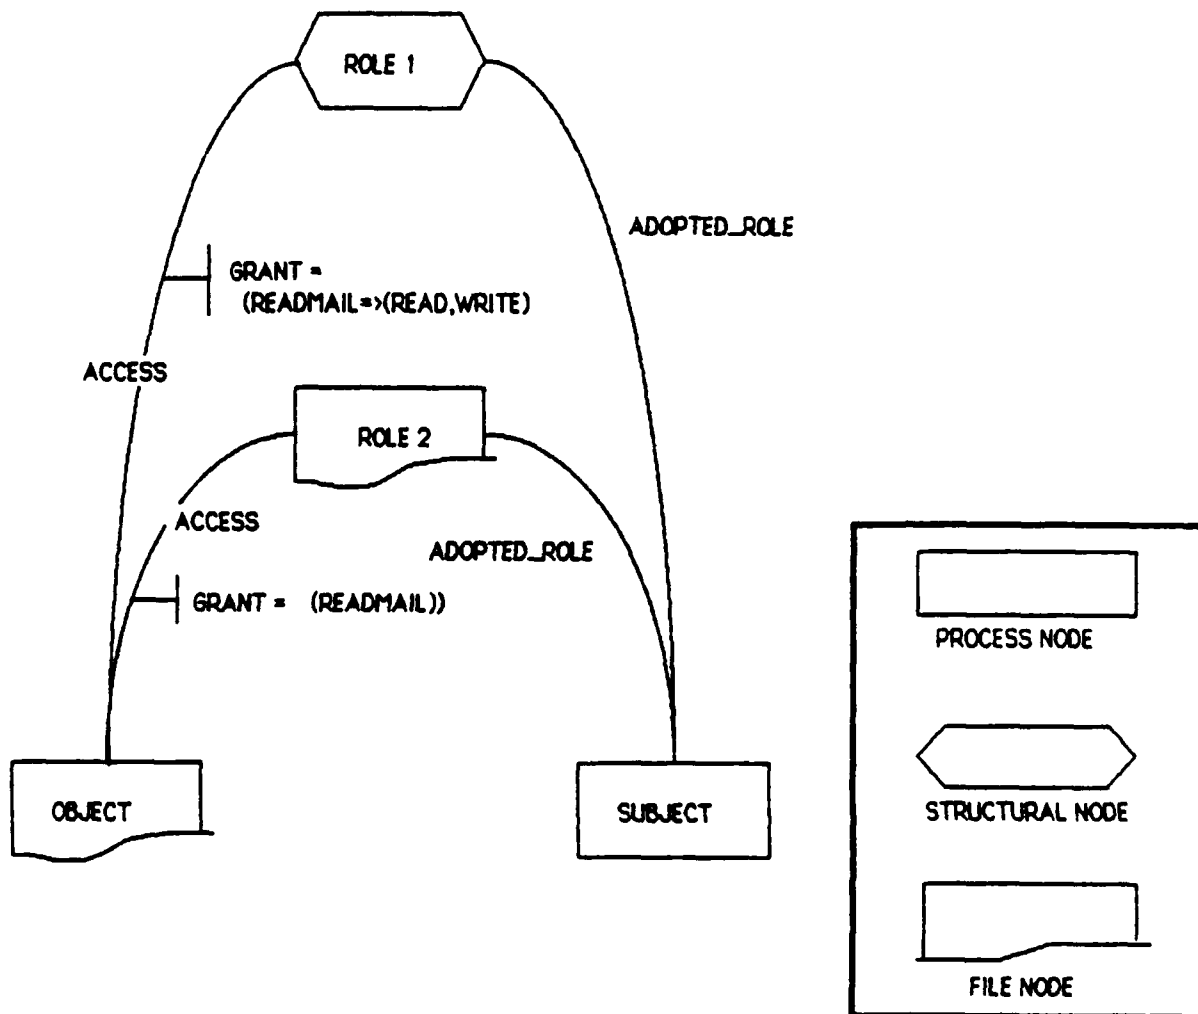 ROLE 1
ADOPTED_ROLE
GRANT =
(READMAIL=>(READ,WRITE)
ACCESS
ROLE 2
ACCESS
ADOPTED_ROLE
GRANT = (READMAIL))
OBJECT
SUBJECT
PROCESS NODE
STRUCTURAL NODE
FILE NODE